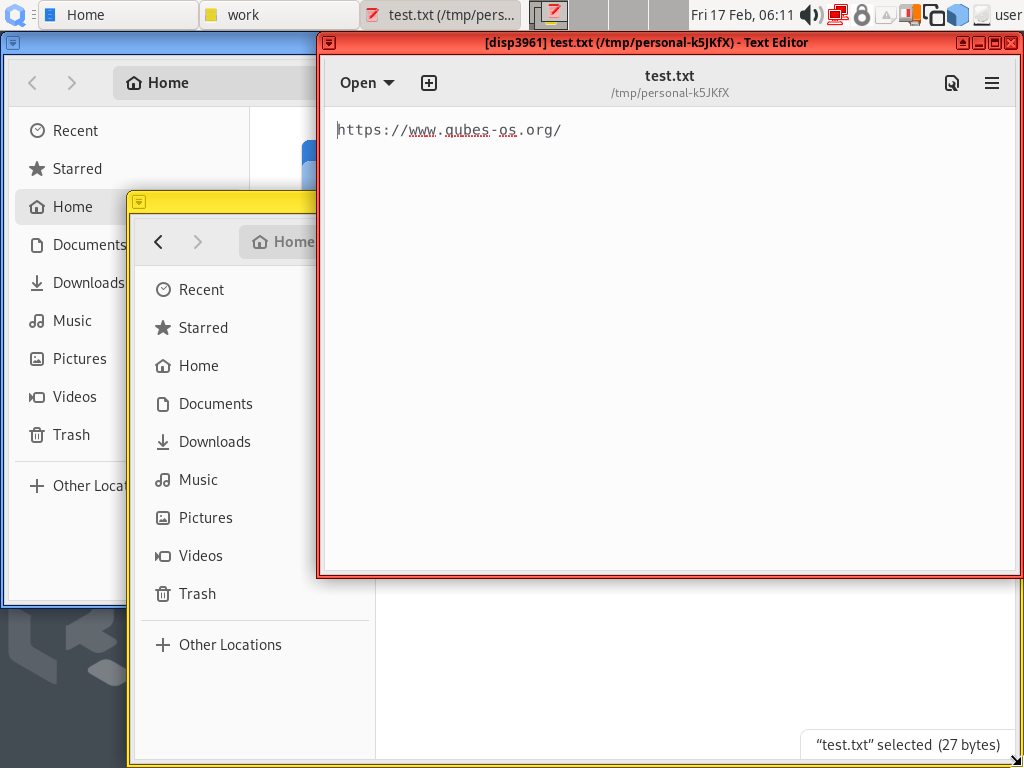 Home
work
test.txt (/tmp/pers...
Fri 17 Feb, 06:11
user
[disp3961] test.txt (/tmp/personal-k5JKfX) - Text Editor
Open
test.txt
/tmp/personal-k5JKfX
https://www.qubes-os.org/
Home
Recent
Starred
Home
Documents
Downloads
Music
Pictures
Videos
Trash
Other Locat
Home
Recent
Starred
Home
Documents
Downloads
Music
Pictures
Videos
Trash
Other Locations
“test.txt” selected (27 bytes)